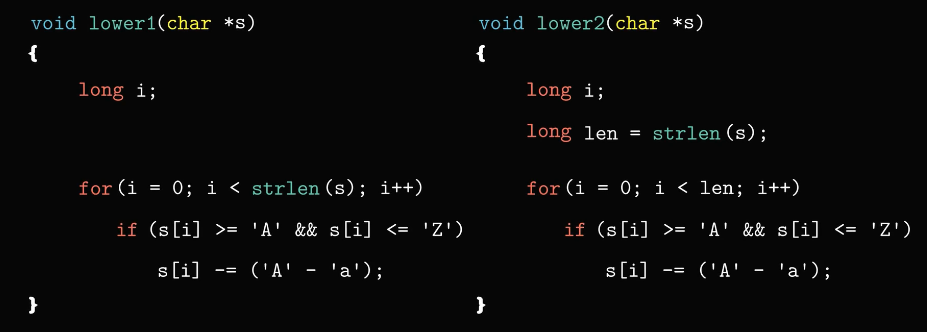 void lower1(char *s)
{
long i;
for(i = 0; i < strlen(s); i++)
if (s[i] >= 'A' && s[i] <= 'Z')
s[i] -= ('A' - 'a');
}
void lower2(char *s)
{
long i;
long len = strlen(s);
for(i = 0; i < len; i++)
if (s[i] >= 'A' && s[i] <= 'Z')
s[i] -= ('A' - 'a');
}